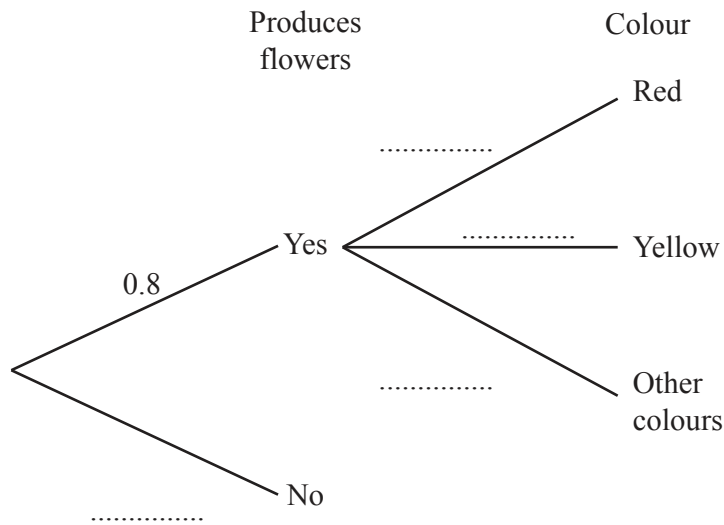 Produces
flowers
Colour
Red
....................
Yes
....................
Yellow
0.8
....................
Other
colours
No
....................